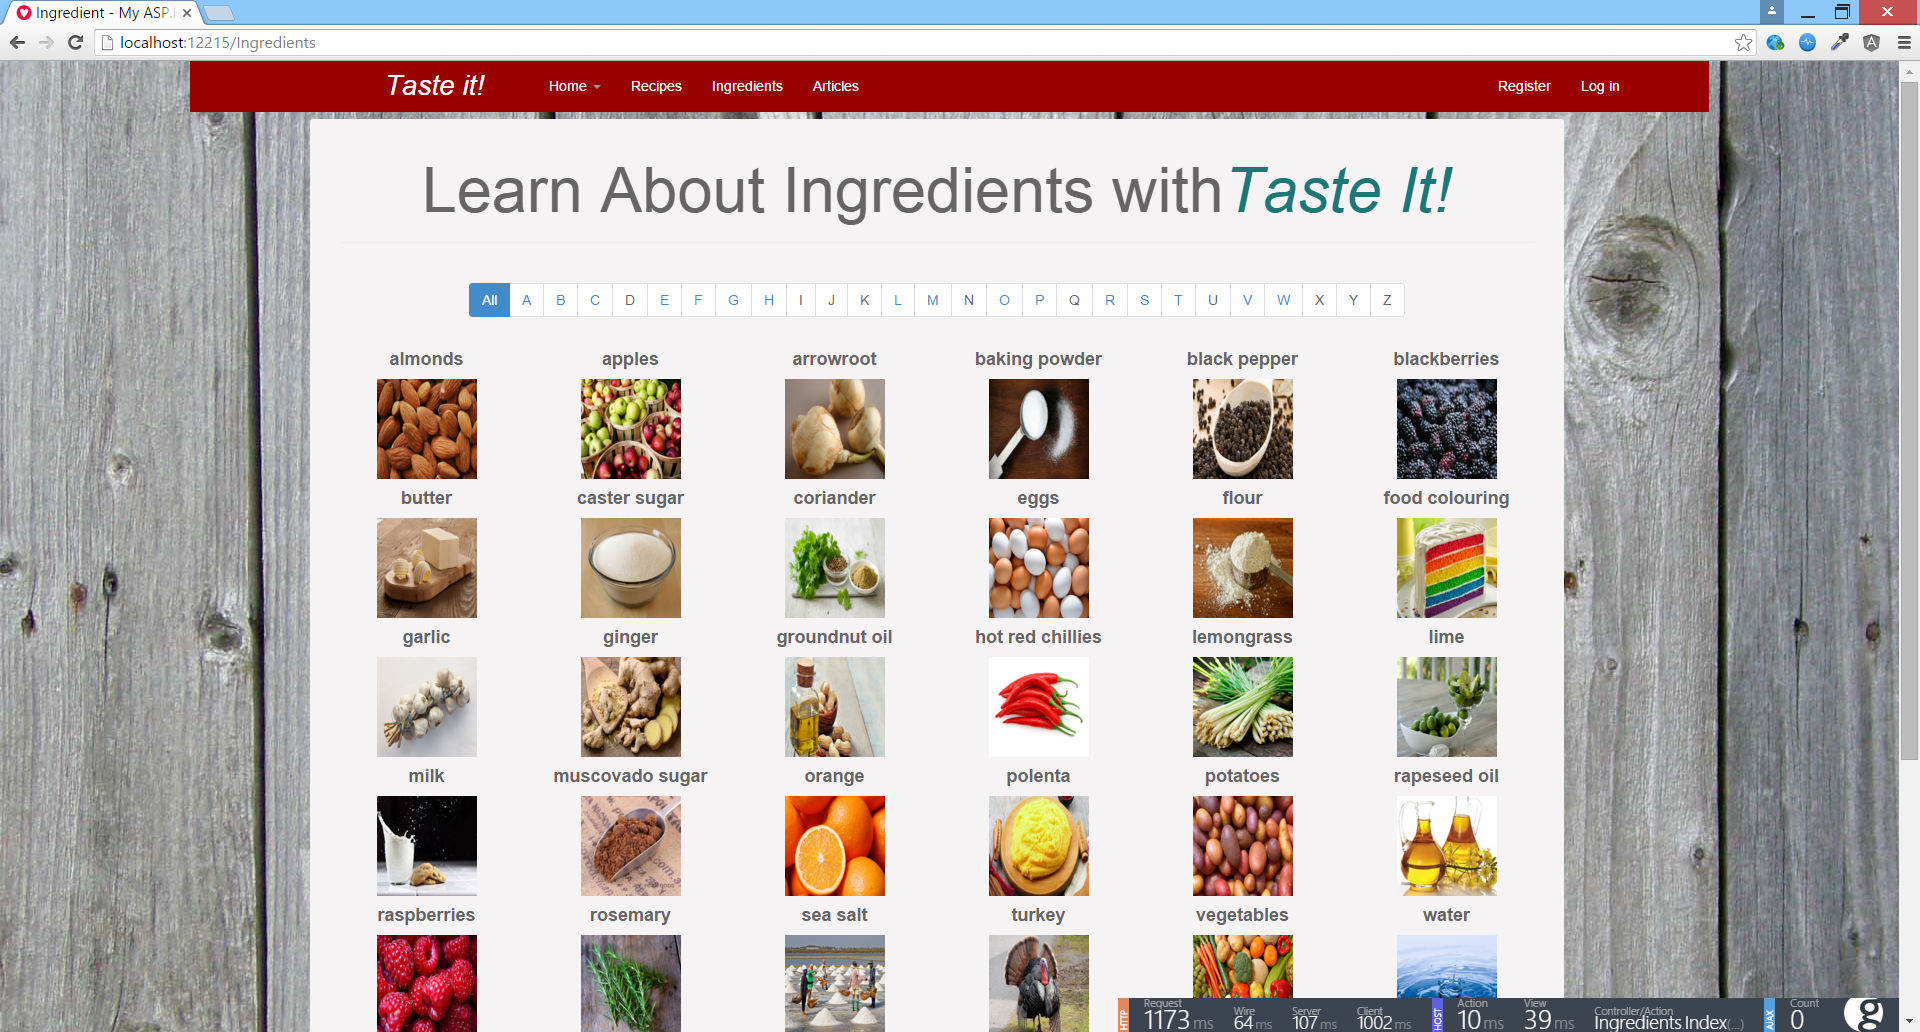 Ingredient - My ASP.
localhost:12215/Ingredients
Taste it! Home Recipes Ingredients Articles Register Log in
Learn About Ingredients withTaste It!
All A B C D E F G H I J K L M N O P Q R S T U V W X Y Z
almonds apples arrowroot baking powder black pepper blackberries
butter caster sugar coriander eggs flour food colouring
garlic ginger groundnut oil hot red chillies lemongrass lime
milk muscovado sugar orange polenta potatoes rapeseed oil
raspberries rosemary sea salt turkey vegetables water
HTTP Request 1173 ms Wire 64 ms Server 107 ms Client 1002 ms HOST Action 10 ms View 39 ms Controller/Action Ingredients Index(...) AJAX Count 0 g